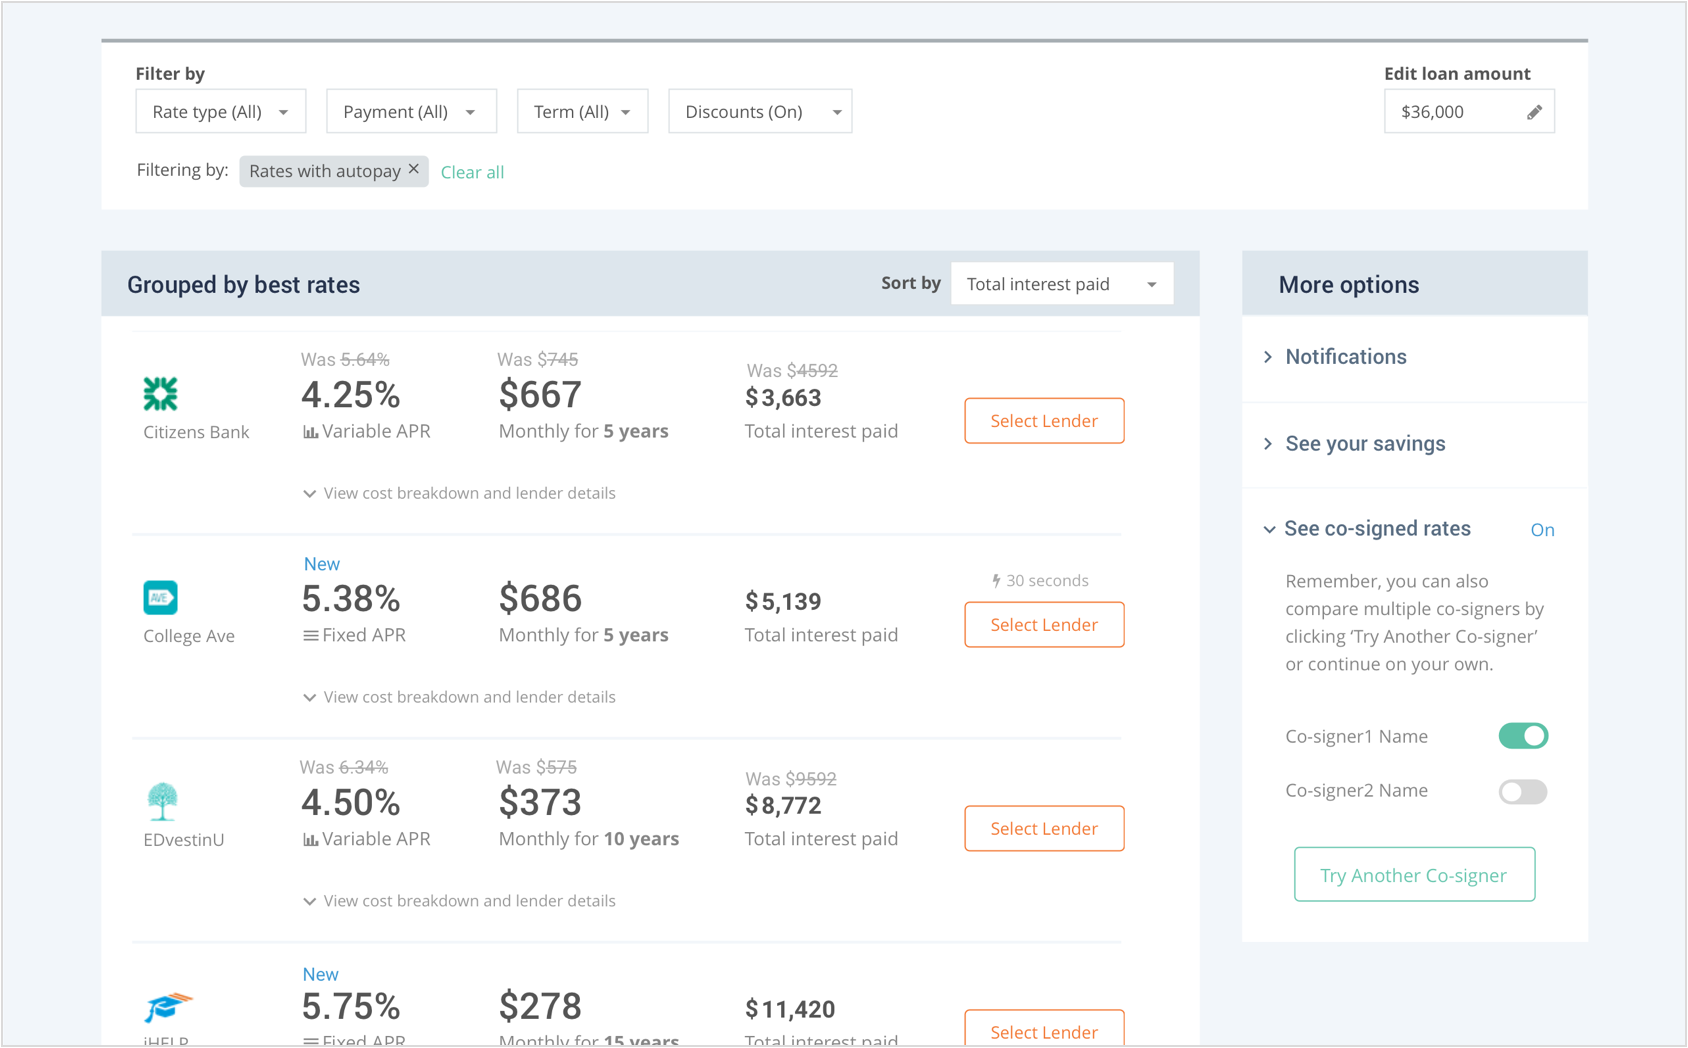 Filter by
Edit loan amount
Rate type (All)
Payment (All)
Term (All)
Discounts (On)
$36,000
Filtering by:
Rates with autopay
Clear all
Grouped by best rates
Sort by
Total interest paid
Citizens Bank
Was 5.64%
4.25%
Variable APR
Was $745
$667
Monthly for 5 years
Was $4592
$3,663
Total interest paid
Select Lender
View cost breakdown and lender details
AVE
College Ave
New
5.38%
Fixed APR
$686
Monthly for 5 years
$5,139
Total interest paid
30 seconds
Select Lender
View cost breakdown and lender details
EDvestinU
Was 6.34%
4.50%
Variable APR
Was $575
$373
Monthly for 10 years
Was $9592
$8,772
Total interest paid
Select Lender
View cost breakdown and lender details
iHELP
New
5.75%
Fixed APR
$278
Monthly for 15 years
$11,420
Total interest paid
Select Lender
More options
Notifications
See your savings
See co-signed rates
On
Remember, you can also
compare multiple co-signers by
clicking ‘Try Another Co-signer’
or continue on your own.
Co-signer1 Name
Co-signer2 Name
Try Another Co-signer